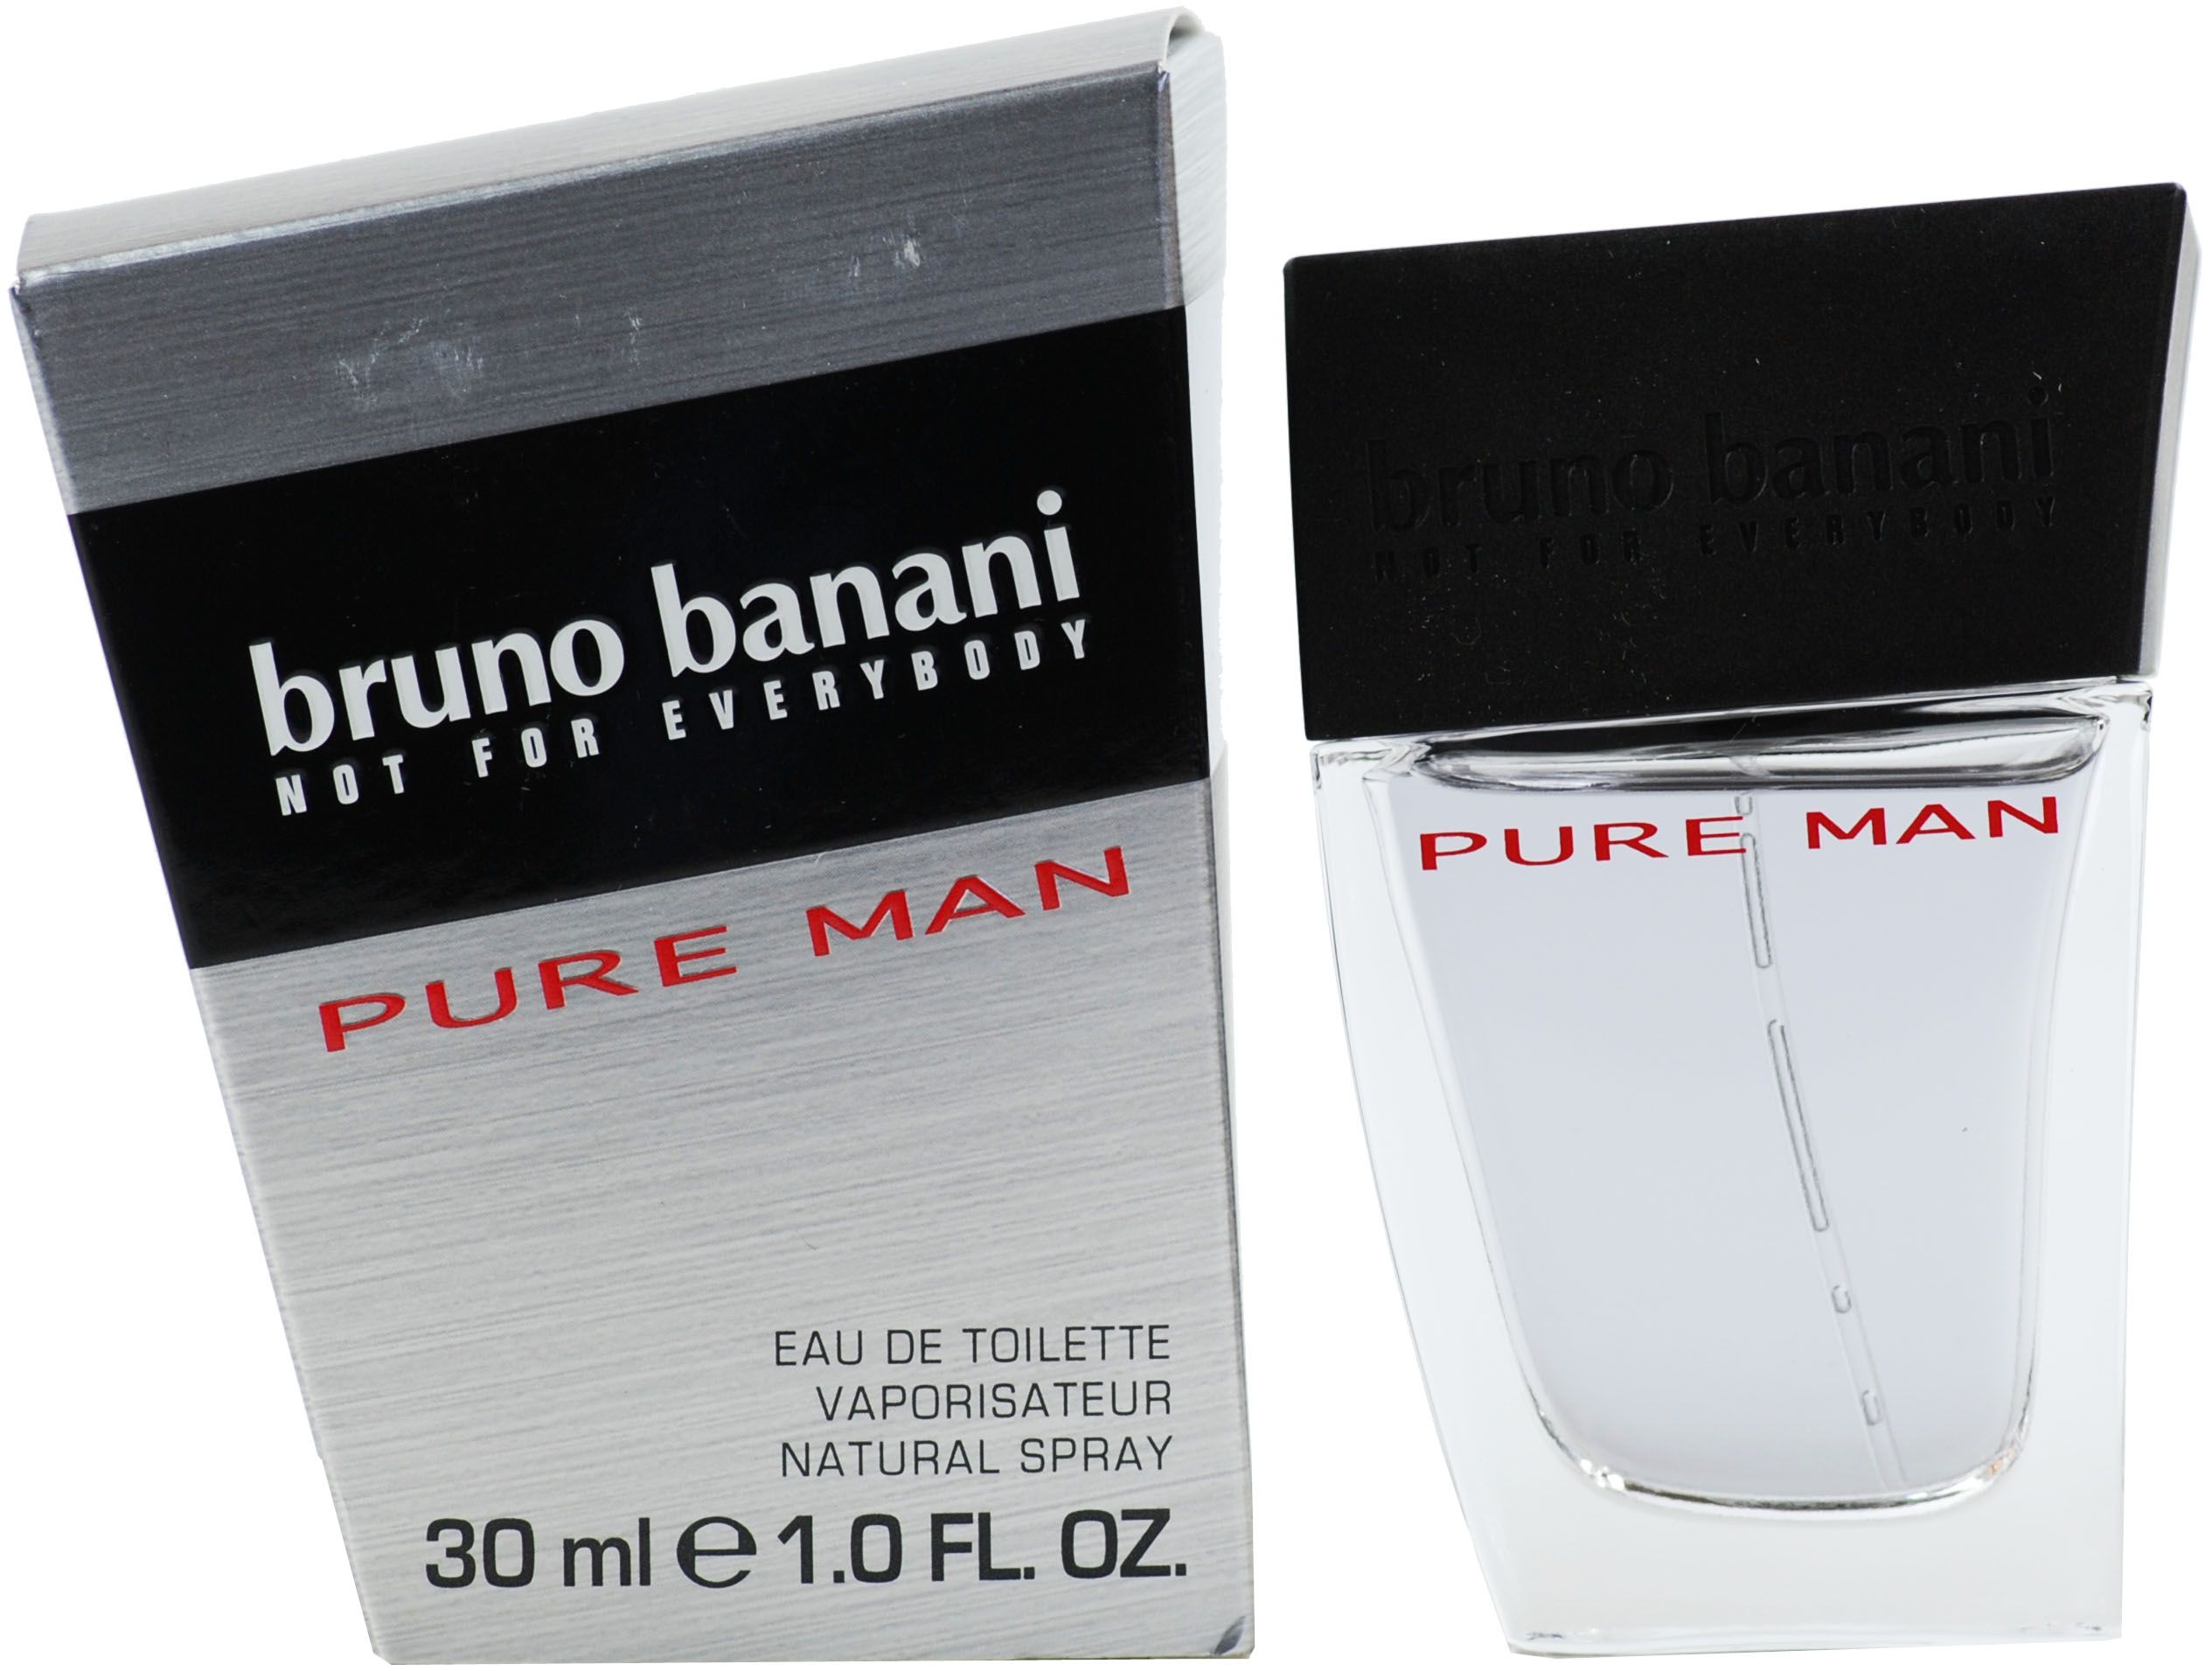 bruno banani
NOT FOR EVERYBODY
PURE MAN
EAU DE TOILETTE
VAPORISATEUR
NATURAL SPRAY
30 ml ℮ 1.0 FL. OZ.
bruno banani
NOT FOR EVERYBODY
PURE MAN